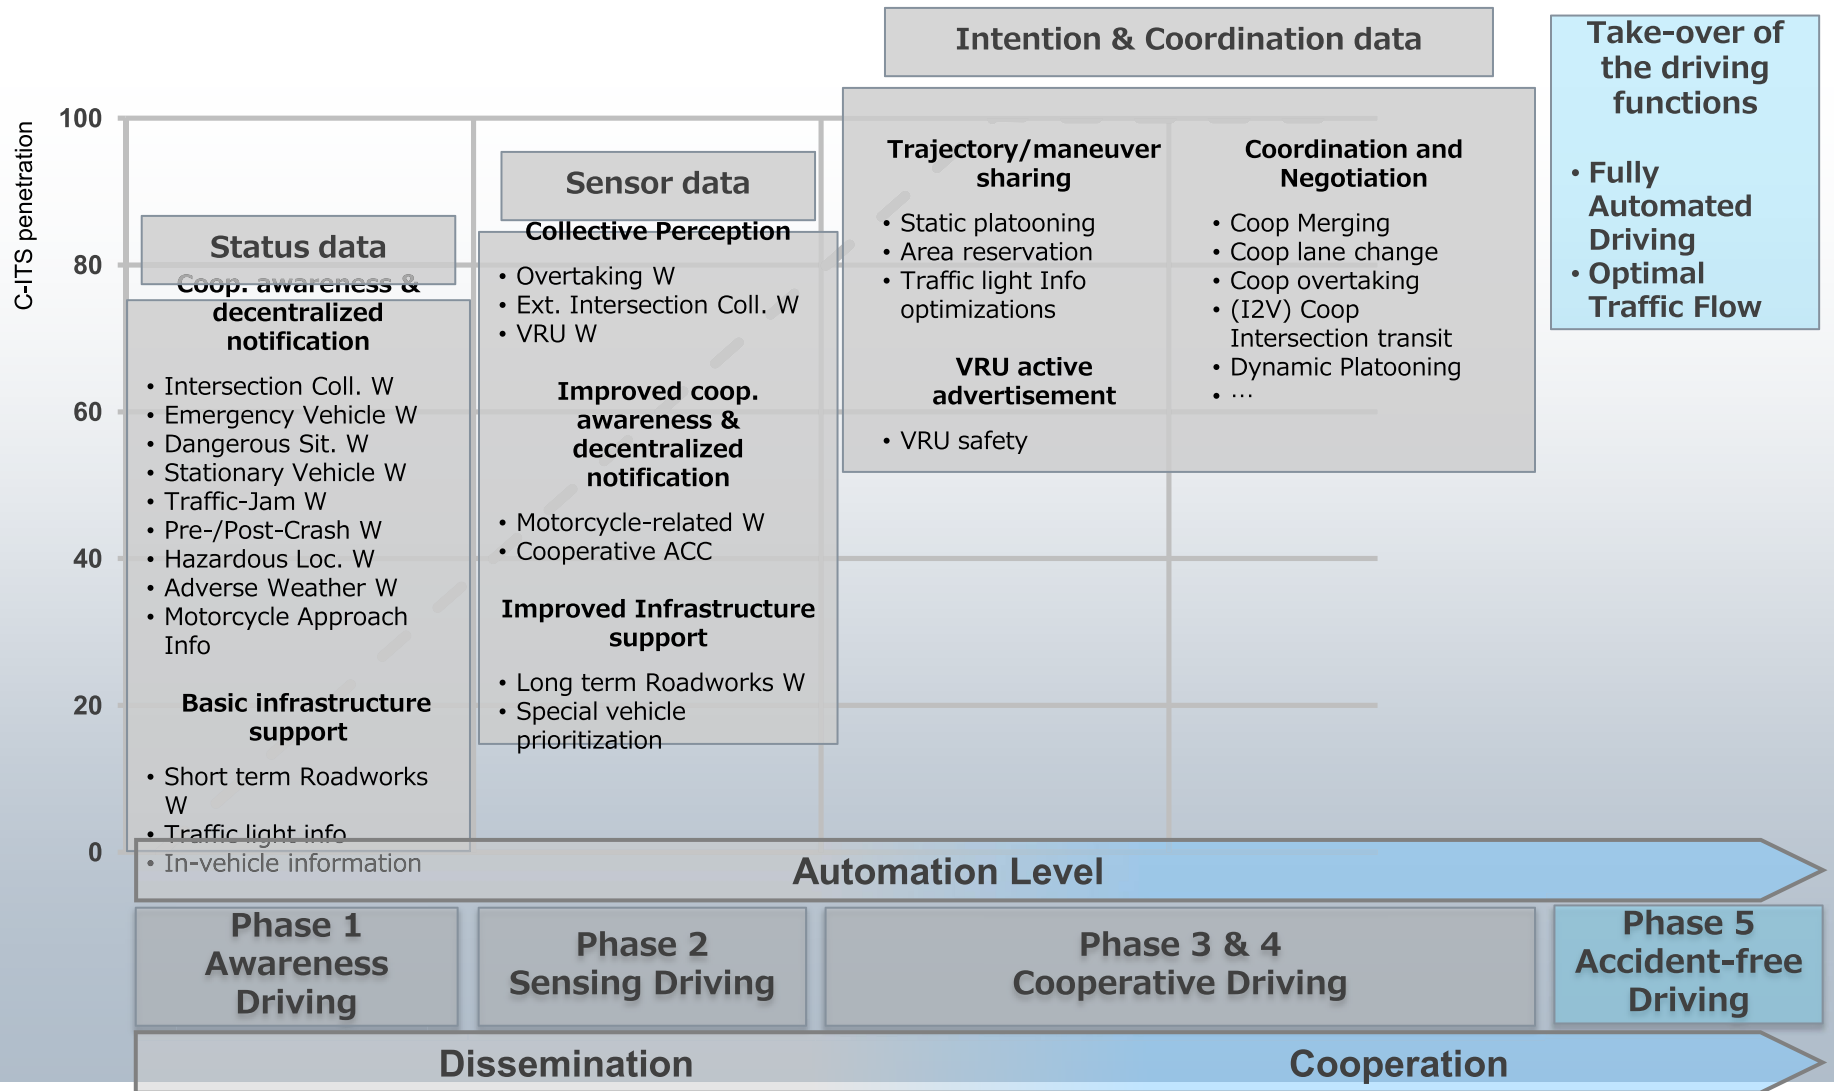 Intention & Coordination data
Take-over of
the driving
functions
• Fully
Automated
Driving
• Optimal
Traffic Flow
C-ITS penetration
100
80
60
40
20
0
Status data
Coop. awareness &
decentralized
notification
• Intersection Coll. W
• Emergency Vehicle W
• Dangerous Sit. W
• Stationary Vehicle W
• Traffic-Jam W
• Pre-/Post-Crash W
• Hazardous Loc. W
• Adverse Weather W
• Motorcycle Approach
Info
Basic infrastructure
support
• Short term Roadworks
W
• Traffic light info
• In-vehicle information
Sensor data
Collective Perception
• Overtaking W
• Ext. Intersection Coll. W
• VRU W
Improved coop.
awareness &
decentralized
notification
• Motorcycle-related W
• Cooperative ACC
Improved Infrastructure
support
• Long term Roadworks W
• Special vehicle
prioritization
Trajectory/maneuver
sharing
• Static platooning
• Area reservation
• Traffic light Info
optimizations
VRU active
advertisement
• VRU safety
Coordination and
Negotiation
• Coop Merging
• Coop lane change
• Coop overtaking
• (I2V) Coop
Intersection transit
• Dynamic Platooning
• …
Automation Level
Phase 1
Awareness
Driving
Phase 2
Sensing Driving
Phase 3 & 4
Cooperative Driving
Phase 5
Accident-free
Driving
Dissemination
Cooperation